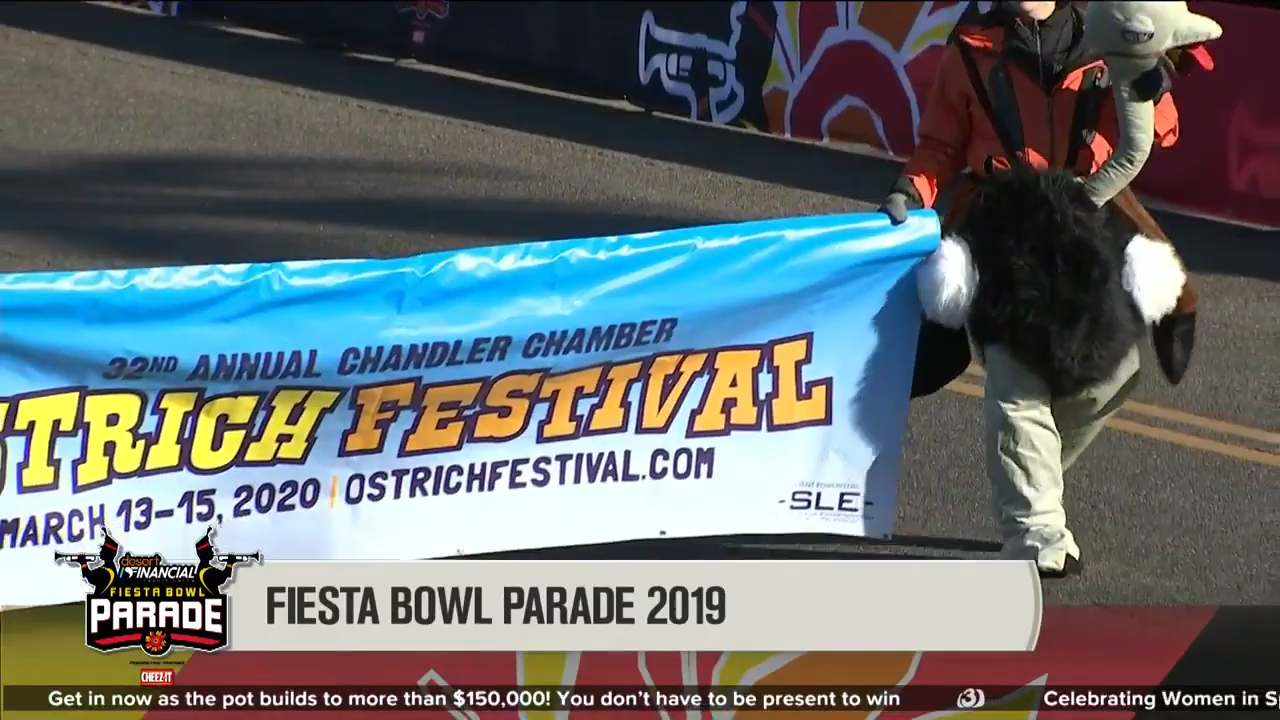 32ND ANNUAL CHANDLER CHAMBER
STRICH FESTIVAL
MARCH 13-15, 2020 | OSTRICHFESTIVAL.COM
-SLE-
desert
FINANCIAL
FIESTA BOWL
PARADE
CHEEZ-IT
FIESTA BOWL PARADE 2019
Get in now as the pot builds to more than $150,000! You don't have to be present to win
3
Celebrating Women in S